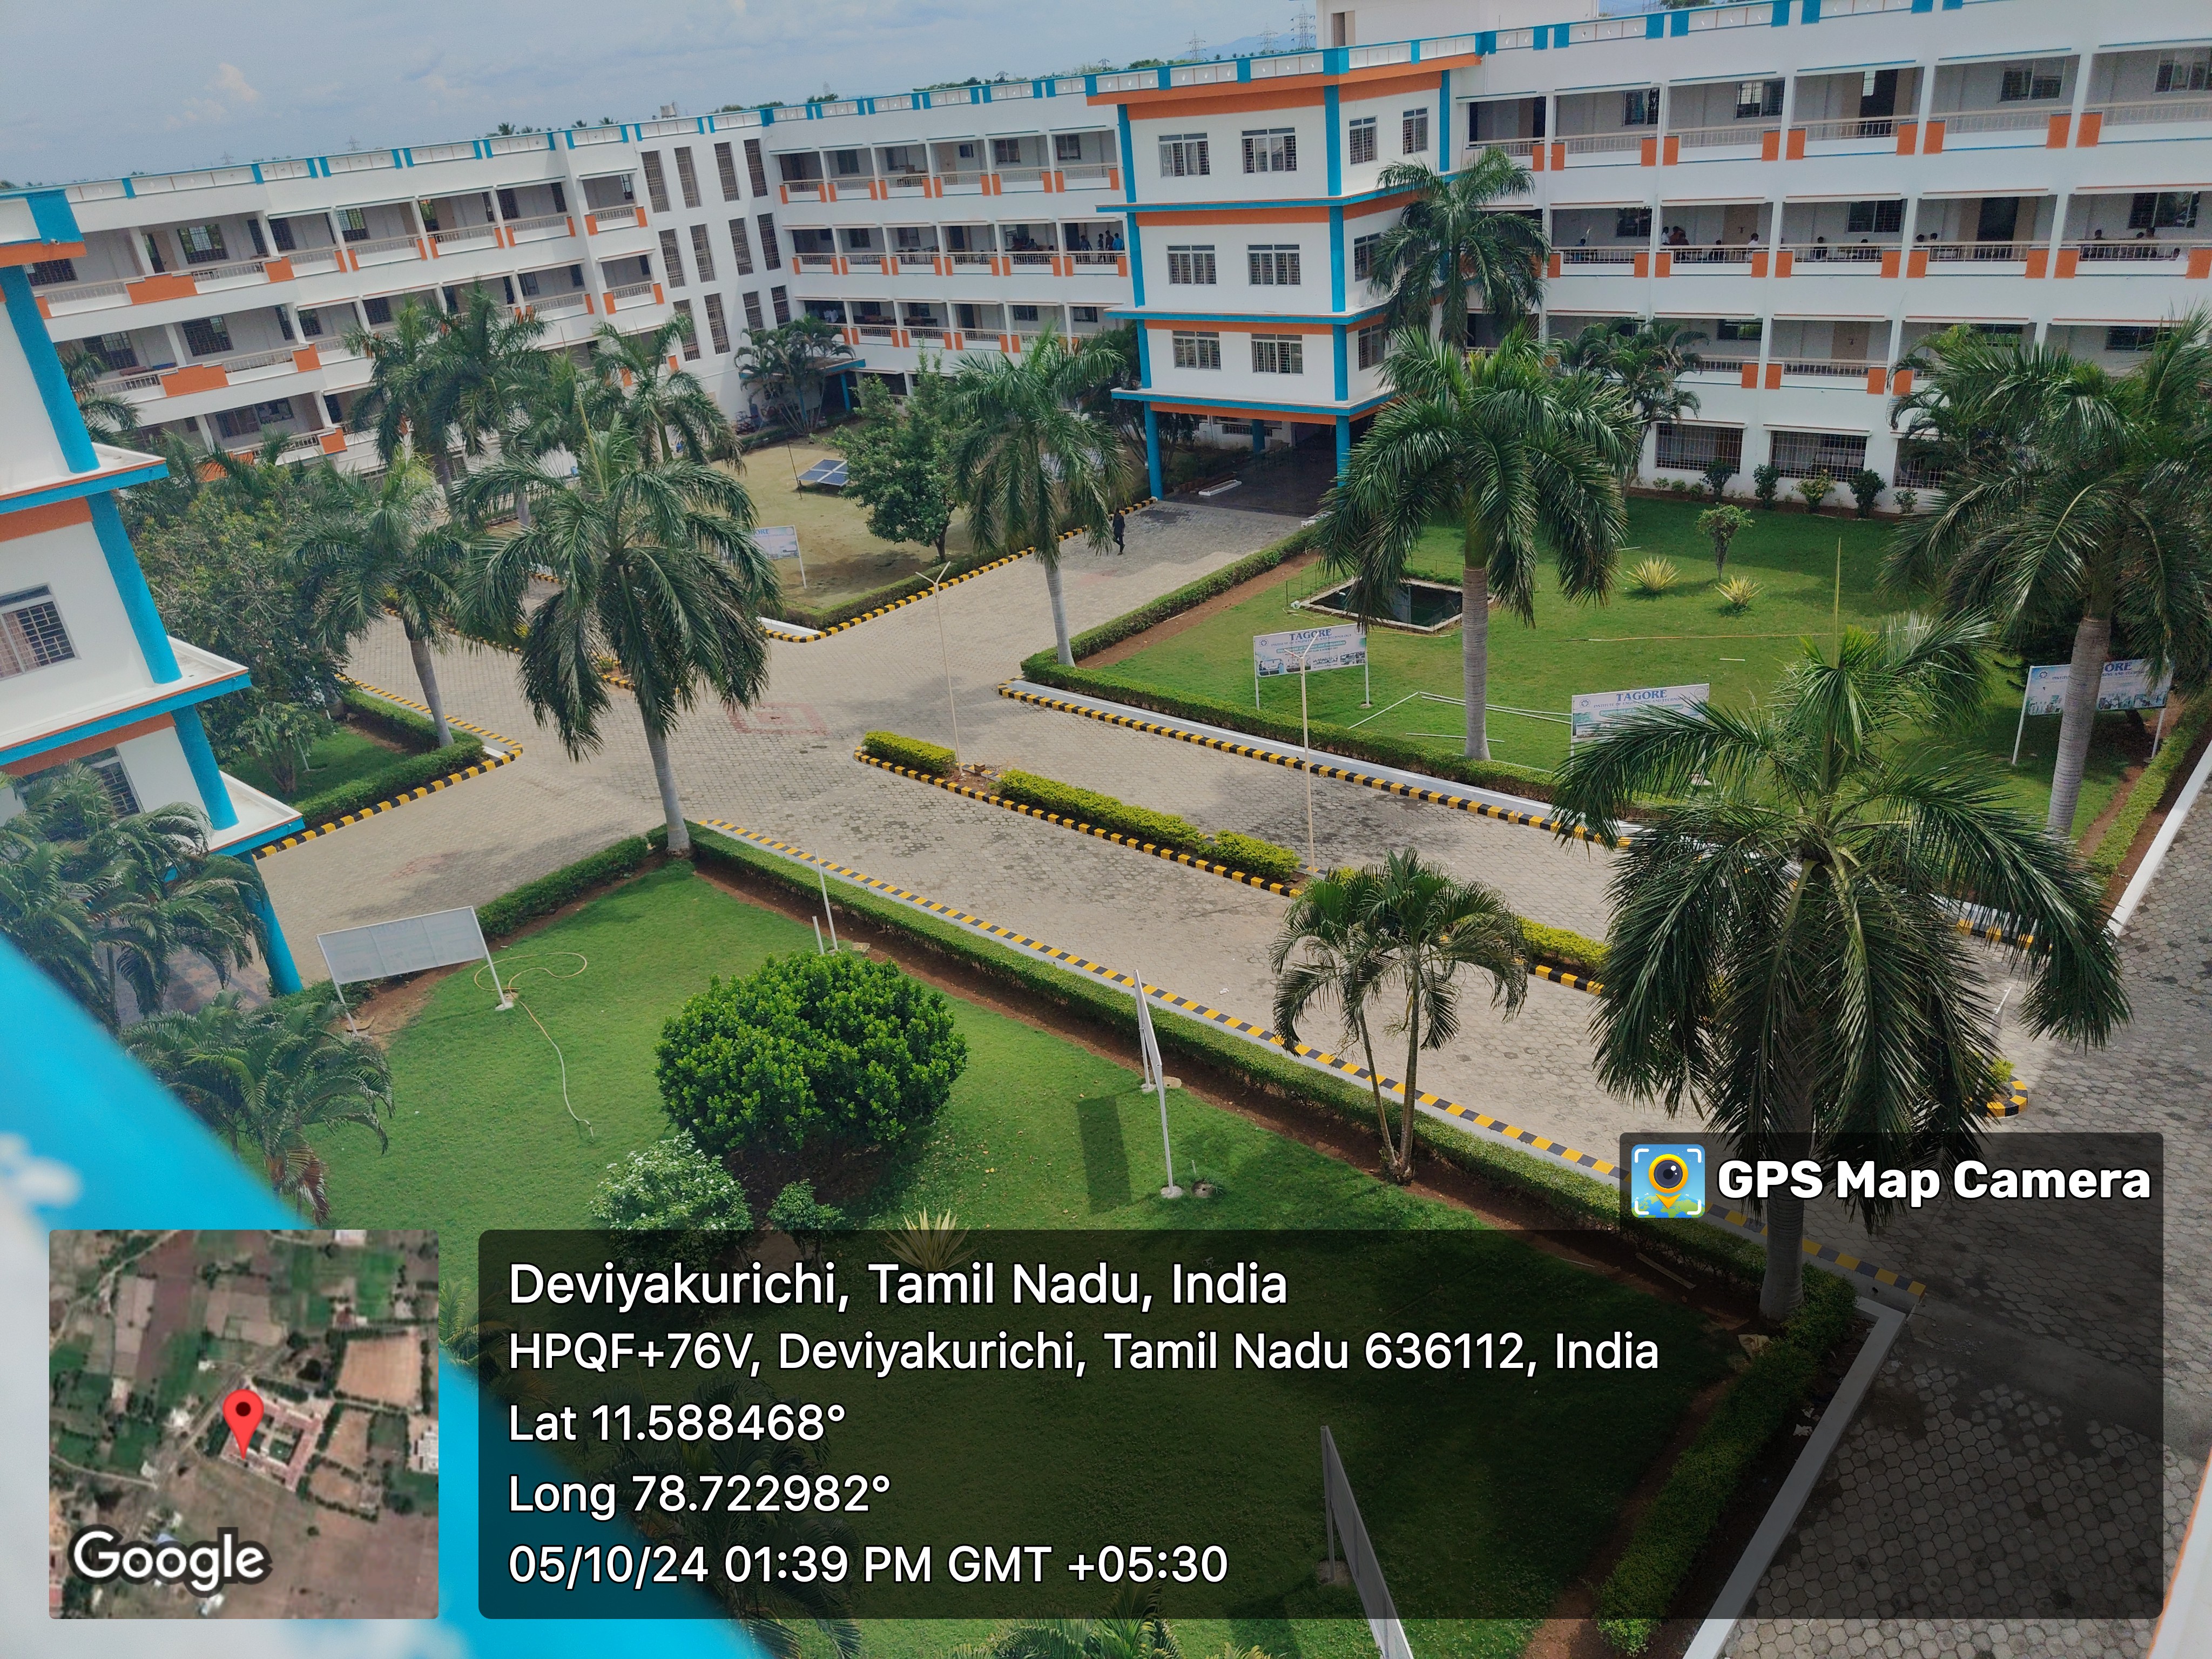 TAGORE
TAGORE
GPS Map Camera
Deviyakurichi, Tamil Nadu, India
HPQF+76V, Deviyakurichi, Tamil Nadu 636112, India
Lat 11.588468°
Long 78.722982°
05/10/24 01:39 PM GMT +05:30
Google